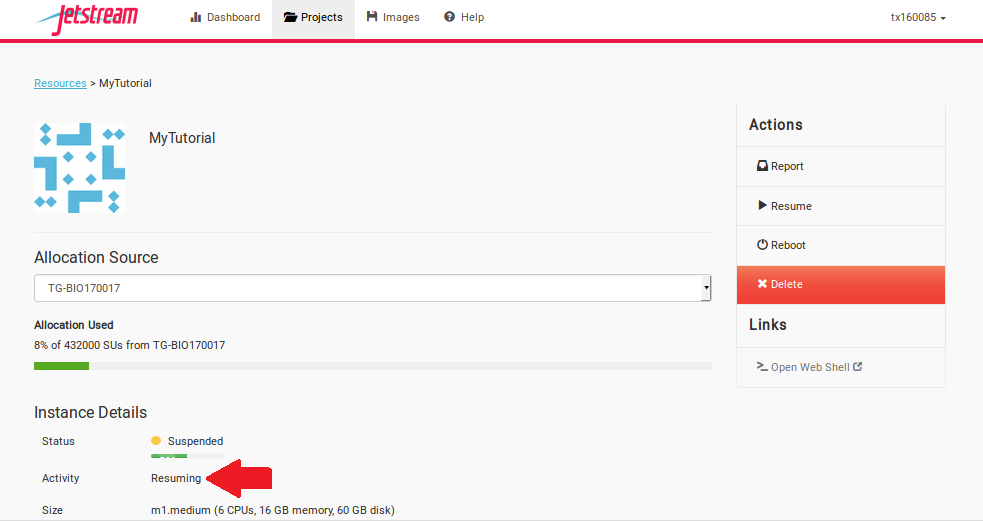 Jetstream
Dashboard Projects Images Help tx160085
Resources > MyTutorial
MyTutorial
Actions
Report
Resume
Reboot
Delete
Links
Open Web Shell
Allocation Source
TG-BIO170017
Allocation Used
8% of 432000 SUs from TG-BIO170017
Instance Details
Status Suspended
Activity Resuming
Size m1.medium (6 CPUs, 16 GB memory, 60 GB disk)